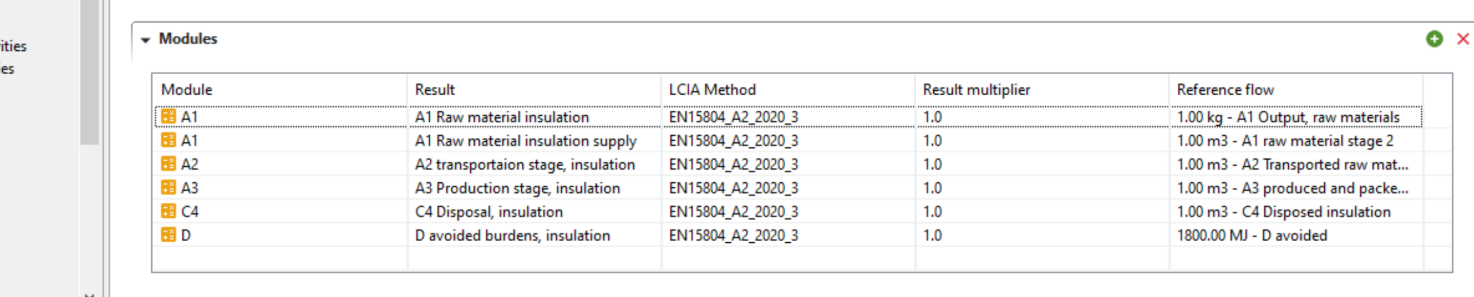 ities
es
Modules
Module Result LCIA Method Result multiplier Reference flow
A1 A1 Raw material insulation EN15804_A2_2020_3 1.0 1.00 kg - A1 Output, raw materials
A1 A1 Raw material insulation supply EN15804_A2_2020_3 1.0 1.00 m3 - A1 raw material stage 2
A2 A2 transportaion stage, insulation EN15804_A2_2020_3 1.0 1.00 m3 - A2 Transported raw mat...
A3 A3 Production stage, insulation EN15804_A2_2020_3 1.0 1.00 m3 - A3 produced and packe...
C4 C4 Disposal, insulation EN15804_A2_2020_3 1.0 1.00 m3 - C4 Disposed insulation
D D avoided burdens, insulation EN15804_A2_2020_3 1.0 1800.00 MJ - D avoided